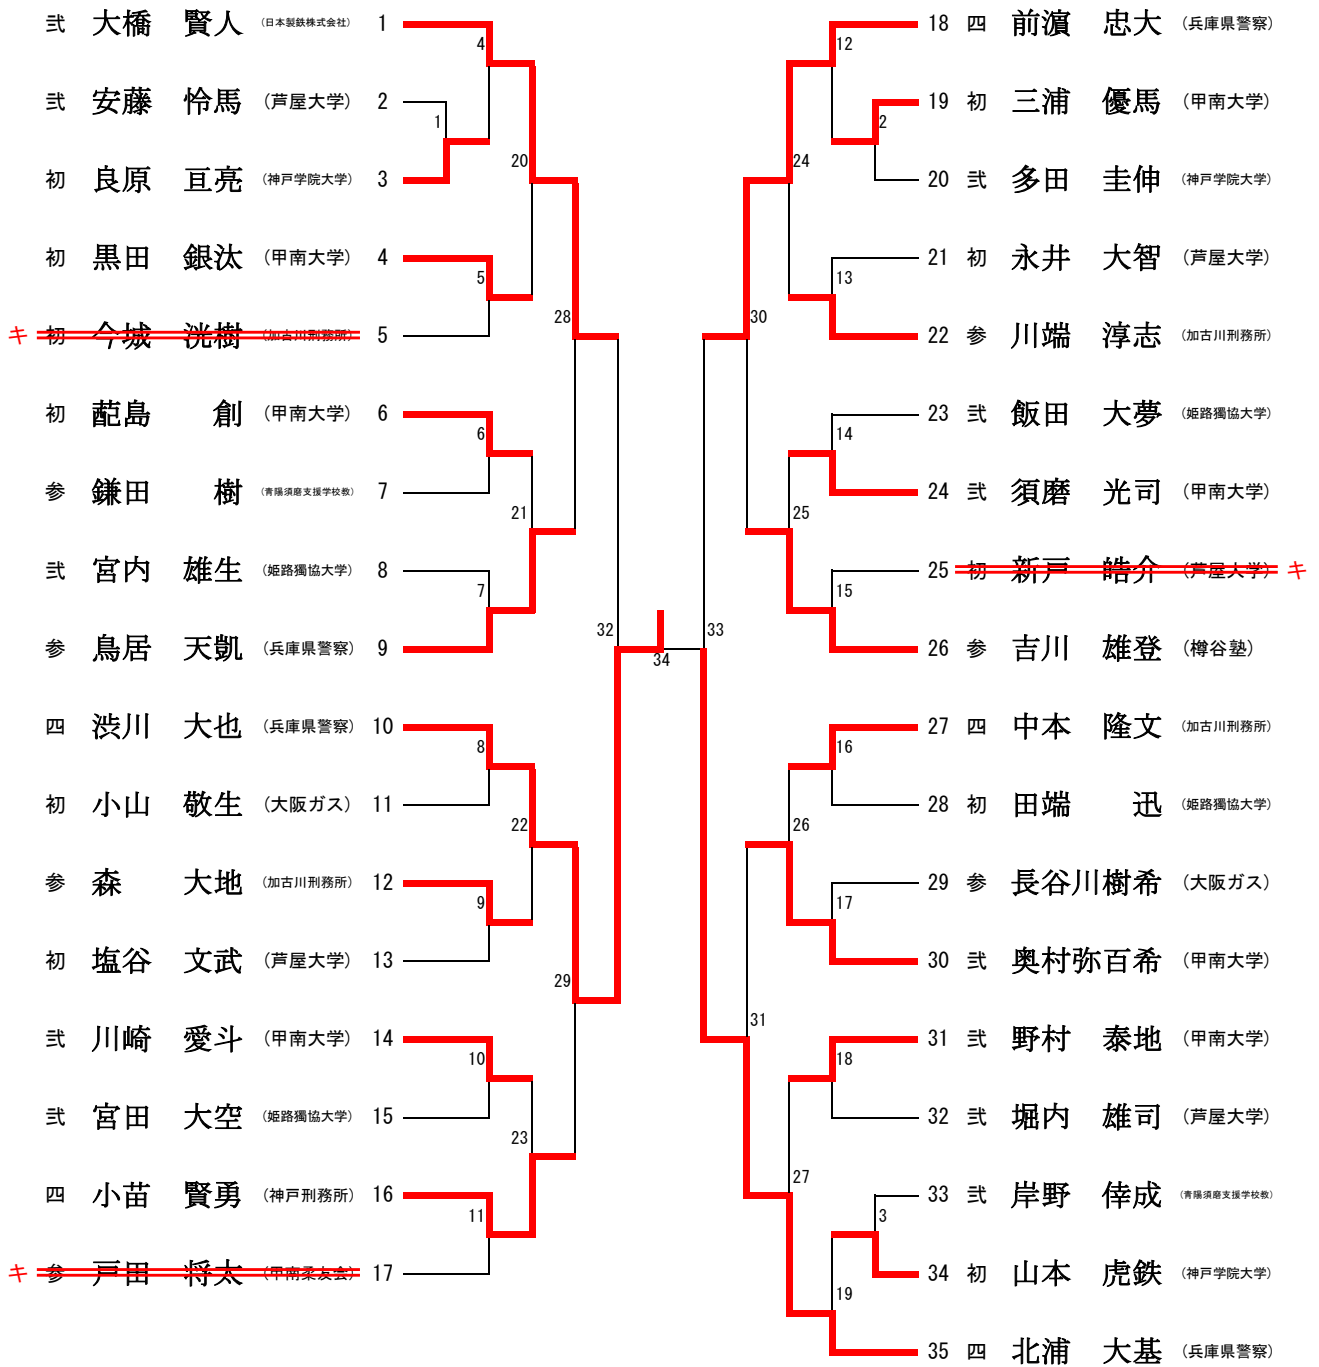 弐 大橋 賢人 (日本製鉄株式会社) 1
弐 安藤 怜馬 (芦屋大学) 2
初 良原 亘亮 (神戸学院大学) 3
初 黒田 銀汰 (甲南大学) 4
キ 初 今城 洸樹 (加古川刑務所) 5
初 蓜島 創 (甲南大学) 6
参 鎌田 樹 (青陽須磨支援学校教) 7
弐 宮内 雄生 (姫路獨協大学) 8
参 鳥居 天凱 (兵庫県警察) 9
四 渋川 大也 (兵庫県警察) 10
初 小山 敬生 (大阪ガス) 11
参 森 大地 (加古川刑務所) 12
初 塩谷 文武 (芦屋大学) 13
弐 川崎 愛斗 (甲南大学) 14
弐 宮田 大空 (姫路獨協大学) 15
四 小苗 賢勇 (神戸刑務所) 16
キ 参 戸田 将太 (甲南柔友会) 17
4
1
20
5
28
6
21
7
32
8
22
9
29
10
23
11
34
12
2
24
13
30
14
25
15
33
16
26
17
31
18
27
3
19
18 四 前濵 忠大 (兵庫県警察)
19 初 三浦 優馬 (甲南大学)
20 弐 多田 圭伸 (神戸学院大学)
21 初 永井 大智 (芦屋大学)
22 参 川端 淳志 (加古川刑務所)
23 弐 飯田 大夢 (姫路獨協大学)
24 弐 須磨 光司 (甲南大学)
25 初 新戸 皓介 (芦屋大学) キ
26 参 吉川 雄登 (樽谷塾)
27 四 中本 隆文 (加古川刑務所)
28 初 田端 迅 (姫路獨協大学)
29 参 長谷川樹希 (大阪ガス)
30 弐 奥村弥百希 (甲南大学)
31 弐 野村 泰地 (甲南大学)
32 弐 堀内 雄司 (芦屋大学)
33 弐 岸野 倖成 (青陽須磨支援学校教)
34 初 山本 虎鉄 (神戸学院大学)
35 四 北浦 大基 (兵庫県警察)